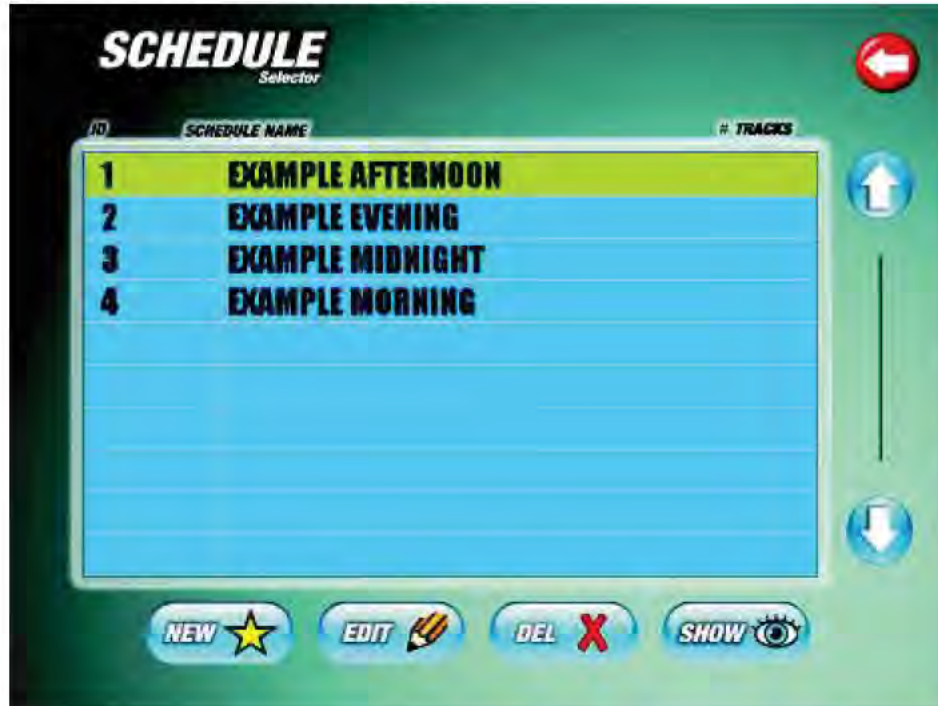 SCHEDULE
Selector
ID SCHEDULE NAME # TRACKS
1 EXAMPLE AFTERNOON
2 EXAMPLE EVENING
3 EXAMPLE MIDNIGHT
4 EXAMPLE MORNING
NEW EDIT DEL SHOW